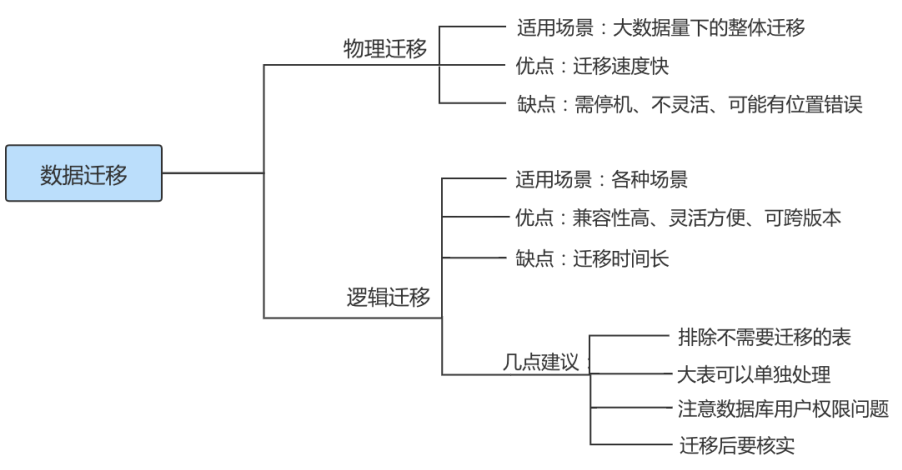 数据迁移
物理迁移
适用场景：大数据量下的整体迁移
优点：迁移速度快
缺点：需停机、不灵活、可能有位置错误
逻辑迁移
适用场景：各种场景
优点：兼容性高、灵活方便、可跨版本
缺点：迁移时间长
几点建议：
排除不需要迁移的表
大表可以单独处理
注意数据库用户权限问题
迁移后要核实